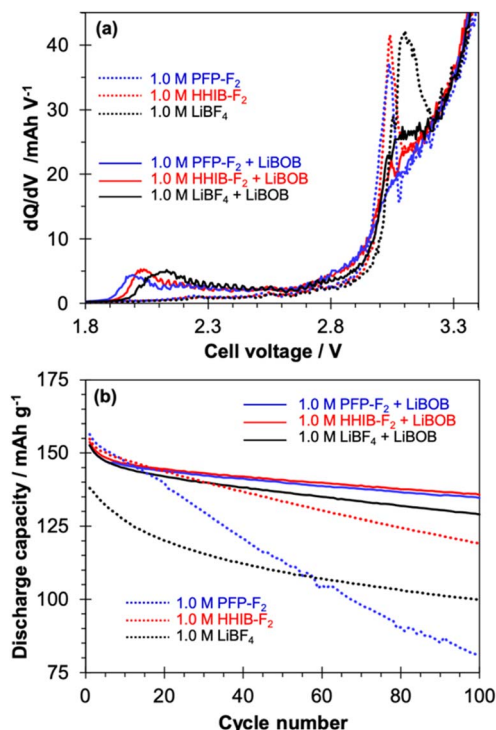 (a)
dQ/dV /mAh V⁻¹
40
30
20
10
0
1.0 M PFP-F₂
1.0 M HHIB-F₂
1.0 M LiBF₄
1.0 M PFP-F₂ + LiBOB
1.0 M HHIB-F₂ + LiBOB
1.0 M LiBF₄ + LiBOB
1.8 2.3 2.8 3.3
Cell voltage / V
(b)
Discharge capacity / mAh g⁻¹
175
150
125
100
75
1.0 M PFP-F₂ + LiBOB
1.0 M HHIB-F₂ + LiBOB
1.0 M LiBF₄ + LiBOB
1.0 M PFP-F₂
1.0 M HHIB-F₂
1.0 M LiBF₄
0 20 40 60 80 100
Cycle number